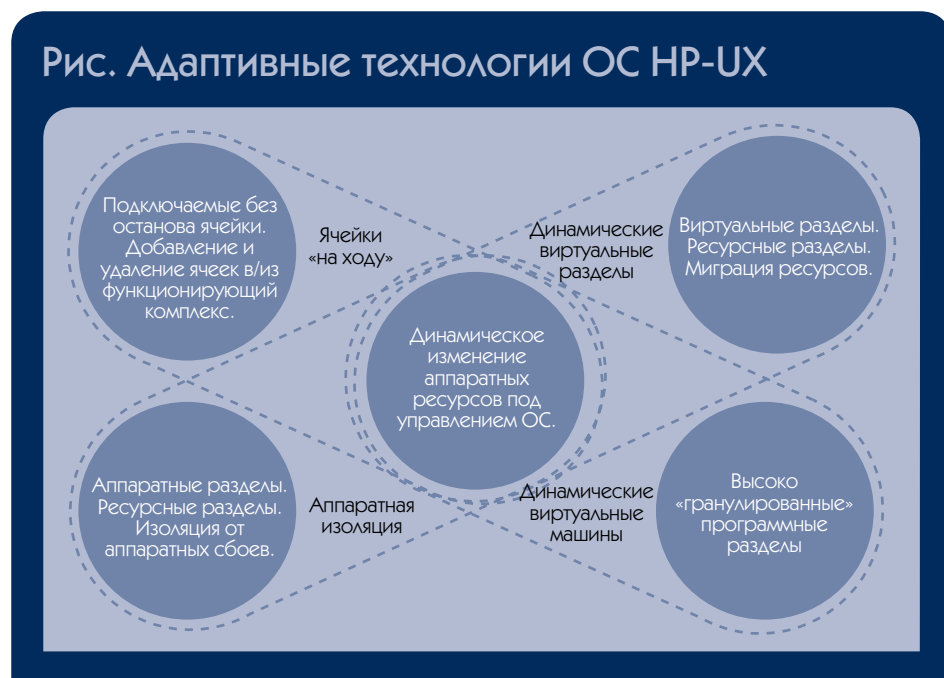 Рис. Адаптивные технологии ОС HP-UX
Подключаемые без
останова ячейки.
Добавление и
удаление ячеек в/из
функционирующий
комплекс.
Ячейки
«на ходу»
Динамические
виртуальные
разделы
Виртуальные разделы.
Ресурсные разделы.
Миграция ресурсов.
Динамическое
изменение
аппаратных
ресурсов под
управлением ОС.
Аппаратные разделы.
Ресурсные разделы.
Изоляция от
аппаратных сбоев.
Аппаратная
изоляция
Динамические
виртуальные
машины
Высоко
«гранулированные»
программные
разделы